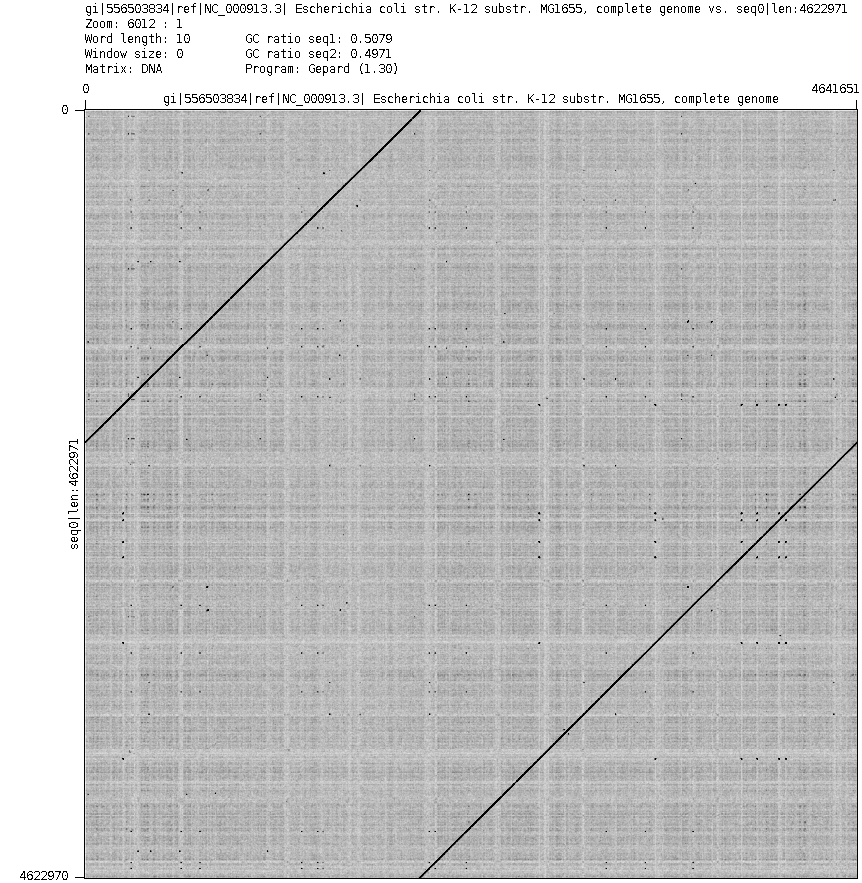 gi|556503834|ref|NC_000913.3| Escherichia coli str. K-12 substr. MG1655, complete genome vs. seq0|len:4622971
Zoom: 6012 : 1
Word length: 10 GC ratio seq1: 0.5079
Window size: 0 GC ratio seq2: 0.4971
Matrix: DNA Program: Gepard (1.30)
0 4641651
gi|556503834|ref|NC_000913.3| Escherichia coli str. K-12 substr. MG1655, complete genome
0
seq0|len:4622971
4622970